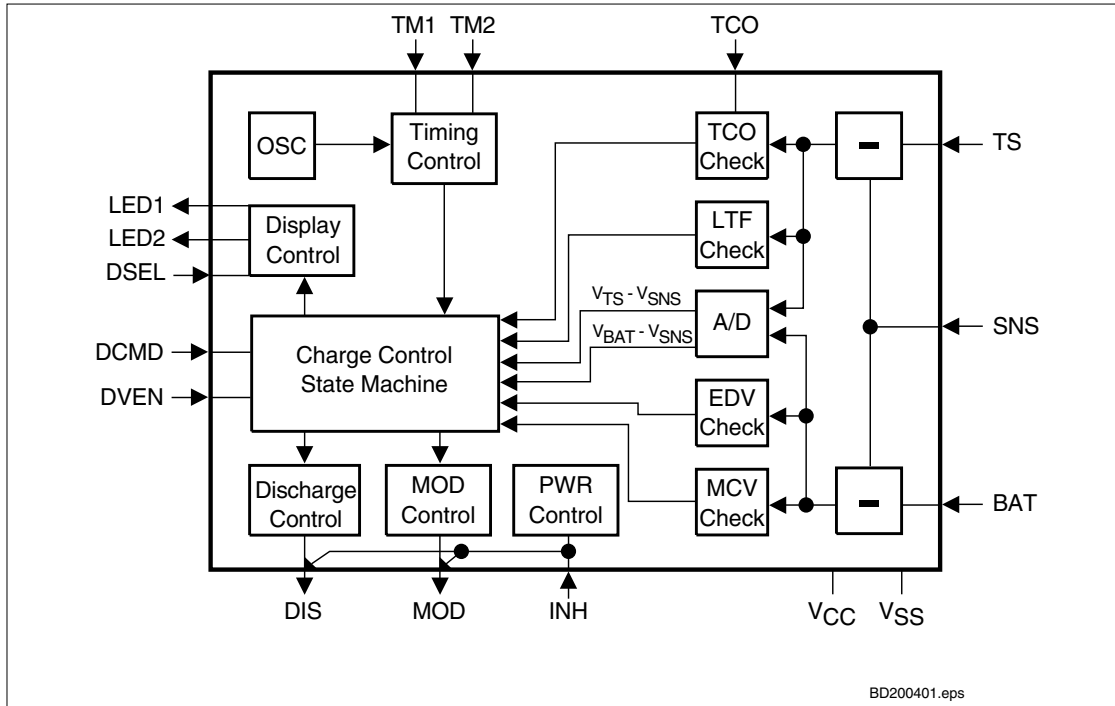 TM1 TM2 TCO
OSC
Timing
Control
TCO
Check
TS
LED1
LED2
DSEL
Display
Control
LTF
Check
VTS - VSNS
VBAT - VSNS
A/D
SNS
DCMD
DVEN
Charge Control
State Machine
EDV
Check
Discharge
Control
MOD
Control
PWR
Control
MCV
Check
BAT
DIS MOD INH VCC VSS
BD200401.eps